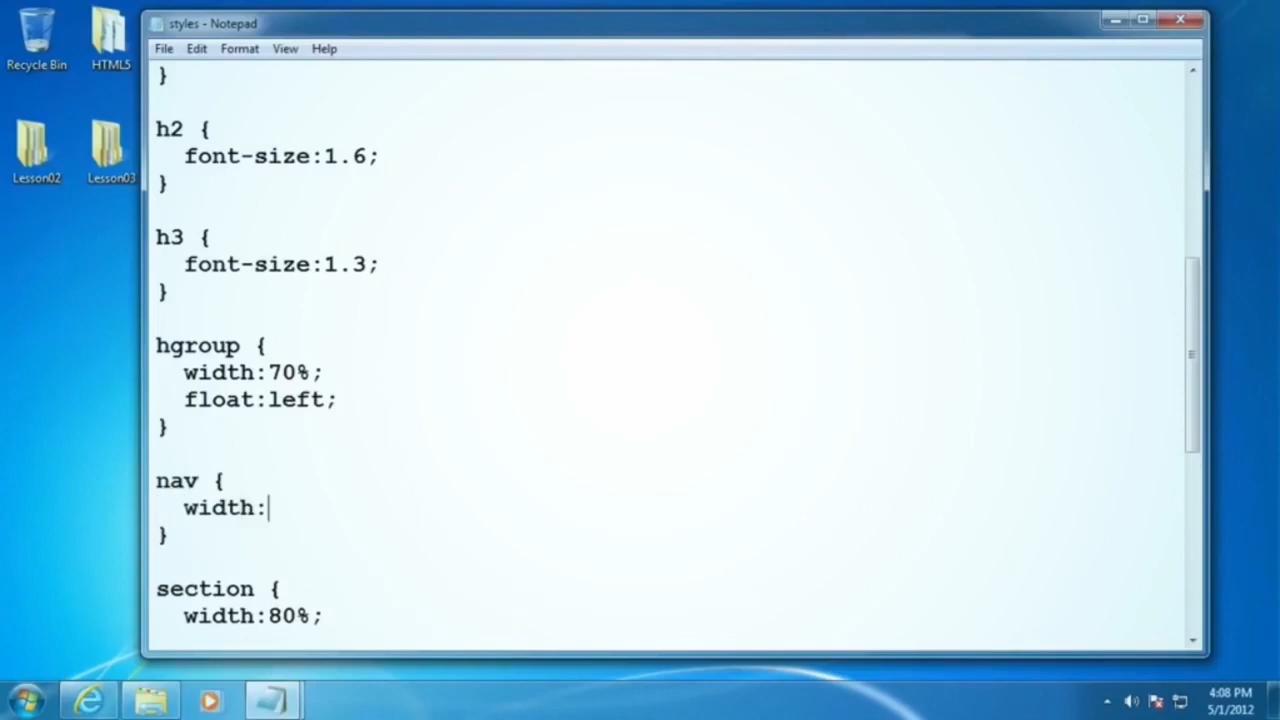 styles - Notepad
Recycle Bin
HTML5
Lesson02
Lesson03
File Edit Format View Help
}
h2 {
  font-size:1.6;
}
h3 {
  font-size:1.3;
}
hgroup {
  width:70%;
  float:left;
}
nav {
  width:
}
section {
  width:80%;
4:08 PM
5/1/2012